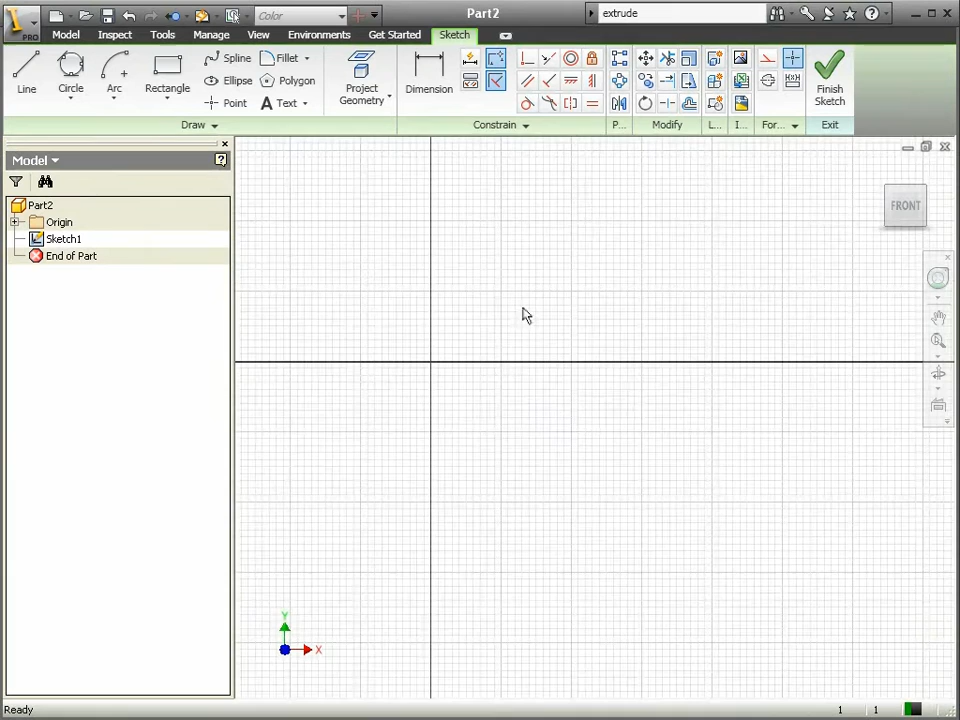 Color
Part2
extrude
PRO
Model Inspect Tools Manage View Environments Get Started Sketch
Line
Circle
Arc
Rectangle
Spline
Ellipse
Point
Fillet
Polygon
Text
Project
Geometry
Dimension
Finish
Sketch
Draw
Constrain
P...
Modify
L...
I...
For...
Exit
Model
Part2
Origin
Sketch1
End of Part
FRONT
Y
X
Ready
1 1